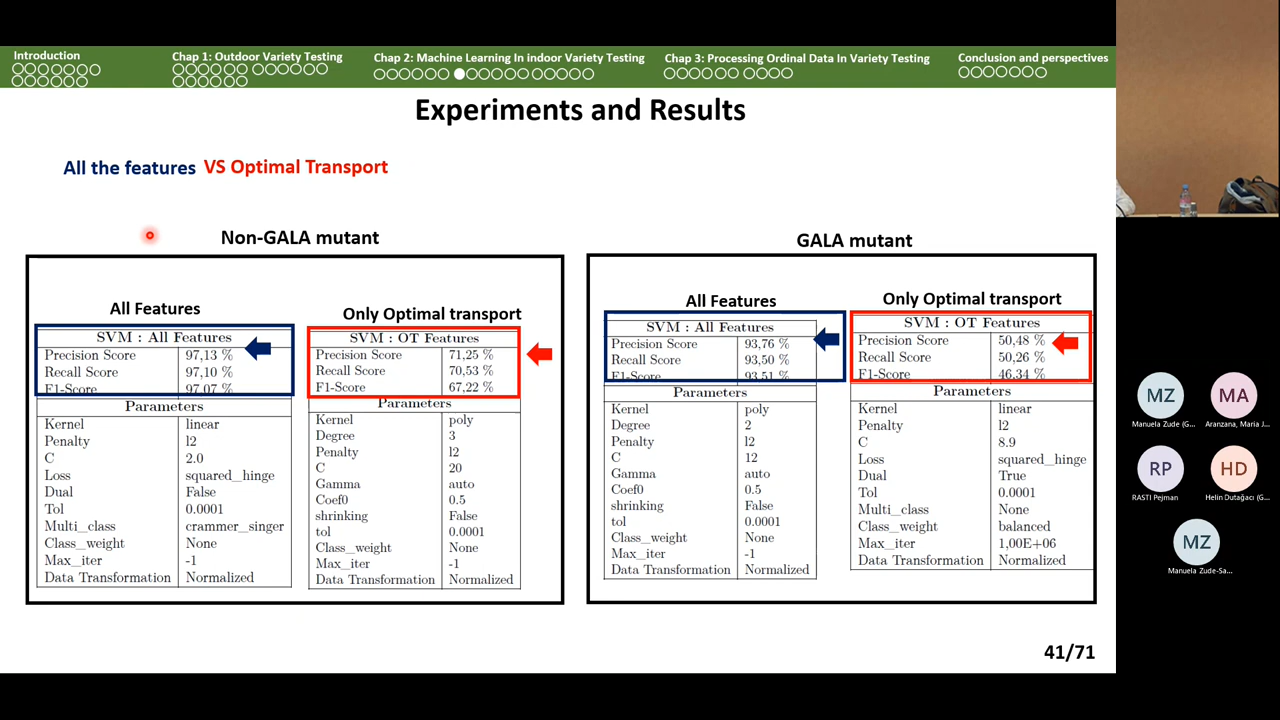 Introduction
Chap 1: Outdoor Variety Testing
Chap 2: Machine Learning In indoor Variety Testing
Chap 3: Processing Ordinal Data In Variety Testing
Conclusion and perspectives
Experiments and Results
All the features VS Optimal Transport
Non-GALA mutant
All Features
SVM : All Features
Precision Score 97,13 %
Recall Score 97,10 %
F1-Score 97,07 %
Parameters
Kernel linear
Penalty l2
C 2.0
Loss squared_hinge
Dual False
Tol 0.0001
Multi_class crammer_singer
Class_weight None
Max_iter -1
Data Transformation Normalized
Only Optimal transport
SVM : OT Features
Precision Score 71,25 %
Recall Score 70,53 %
F1-Score 67,22 %
Parameters
Kernel poly
Degree 3
Penalty l2
C 20
Gamma auto
Coef0 0.5
shrinking False
tol 0.0001
Class_weight None
Max_iter -1
Data Transformation Normalized
GALA mutant
All Features
SVM : All Features
Precision Score 93,76 %
Recall Score 93,50 %
F1-Score 93,51 %
Parameters
Kernel poly
Degree 2
Penalty l2
C 12
Gamma auto
Coef0 0.5
shrinking False
tol 0.0001
Class_weight None
Max_iter -1
Data Transformation Normalized
Only Optimal transport
SVM : OT Features
Precision Score 50,48 %
Recall Score 50,26 %
F1-Score 46,34 %
Parameters
Kernel linear
Penalty l2
C 8.9
Loss squared_hinge
Dual True
Tol 0.0001
Multi_class None
Class_weight balanced
Max_iter 1,00E+06
Data Transformation Normalized
41/71
MZ
Manuela Zude (G...
MA
Aranzana, Maria J...
RP
RASTI Pejman
HD
Helin Dutağacı (G...
MZ
Manuela Zude-Sa...